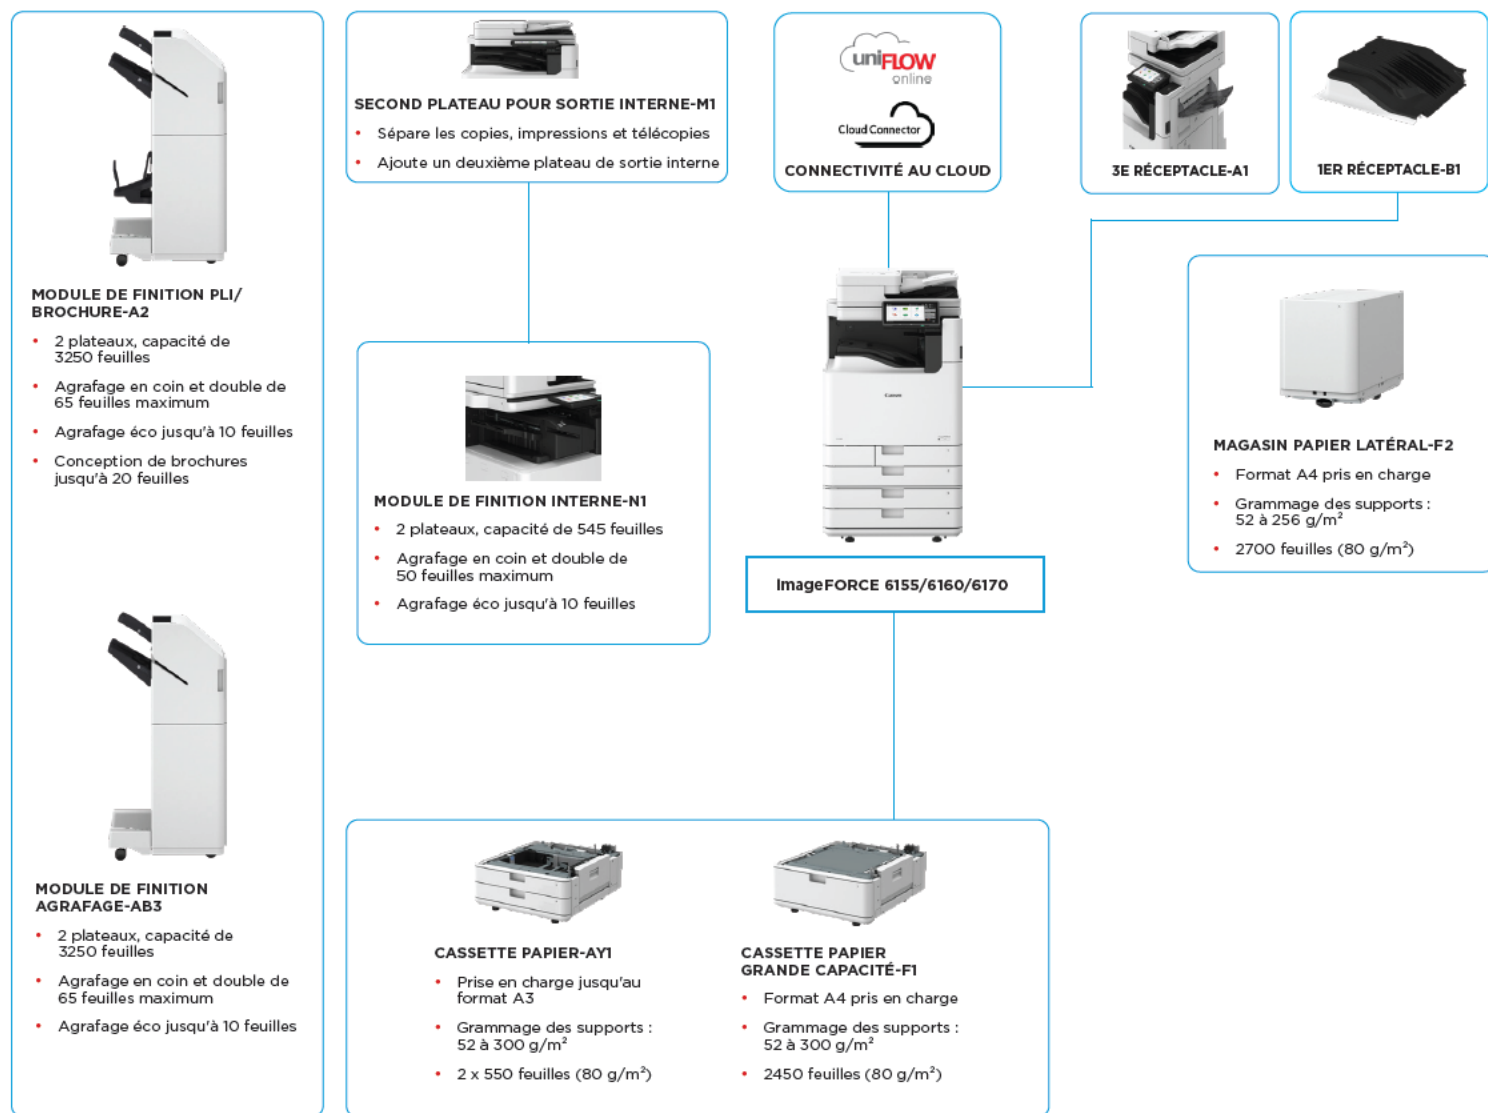 MODULE DE FINITION PLI/
BROCHURE-A2
• 2 plateaux, capacité de
3250 feuilles
• Agrafage en coin et double de
65 feuilles maximum
• Agrafage éco jusqu'à 10 feuilles
• Conception de brochures
jusqu'à 20 feuilles
MODULE DE FINITION
AGRAFAGE-AB3
• 2 plateaux, capacité de
3250 feuilles
• Agrafage en coin et double de
65 feuilles maximum
• Agrafage éco jusqu'à 10 feuilles
SECOND PLATEAU POUR SORTIE INTERNE-M1
• Sépare les copies, impressions et télécopies
• Ajoute un deuxième plateau de sortie interne
MODULE DE FINITION INTERNE-N1
• 2 plateaux, capacité de 545 feuilles
• Agrafage en coin et double de
50 feuilles maximum
• Agrafage éco jusqu'à 10 feuilles
uniFLOW
online
Cloud Connector
CONNECTIVITÉ AU CLOUD
Canon
ImageFORCE 6155/6160/6170
3E RÉCEPTACLE-A1
1ER RÉCEPTACLE-B1
MAGASIN PAPIER LATÉRAL-F2
• Format A4 pris en charge
• Grammage des supports :
52 à 256 g/m²
• 2700 feuilles (80 g/m²)
CASSETTE PAPIER-AY1
• Prise en charge jusqu'au
format A3
• Grammage des supports :
52 à 300 g/m²
• 2 x 550 feuilles (80 g/m²)
CASSETTE PAPIER
GRANDE CAPACITÉ-F1
• Format A4 pris en charge
• Grammage des supports :
52 à 300 g/m²
• 2450 feuilles (80 g/m²)